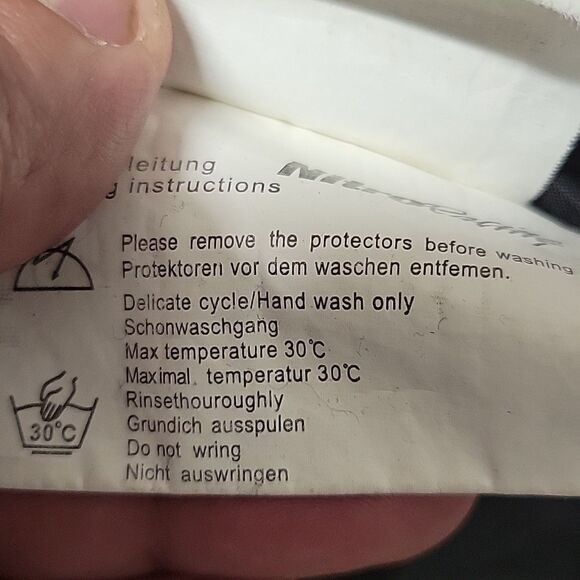 leitung
g instructions
Please remove the protectors before washing
Protektoren vor dem waschen entfemen.
Delicate cycle/Hand wash only
Schonwaschgang
Max temperature 30°C
Maximal. temperatur 30°C
Rinsethouroughly
Grundich ausspulen
Do not wring
Nicht auswringen
30°C